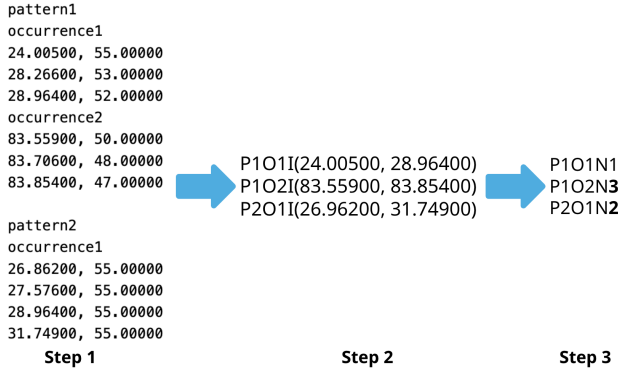 pattern1
occurrence1
24.00500, 55.00000
28.26600, 53.00000
28.96400, 52.00000
occurrence2
83.55900, 50.00000
83.70600, 48.00000
83.85400, 47.00000
pattern2
occurrence1
26.86200, 55.00000
27.57600, 55.00000
28.96400, 55.00000
31.74900, 55.00000
Step 1
P1O1I(24.00500, 28.96400)
P1O2I(83.55900, 83.85400)
P2O1I(26.96200, 31.74900)
Step 2
P1O1N1
P1O2N3
P2O1N2
Step 3